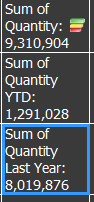 Sum of
Quantity:
9,310,904
Sum of
Quantity
YTD:
1,291,028
Sum of
Quantity
Last Year:
8,019,876